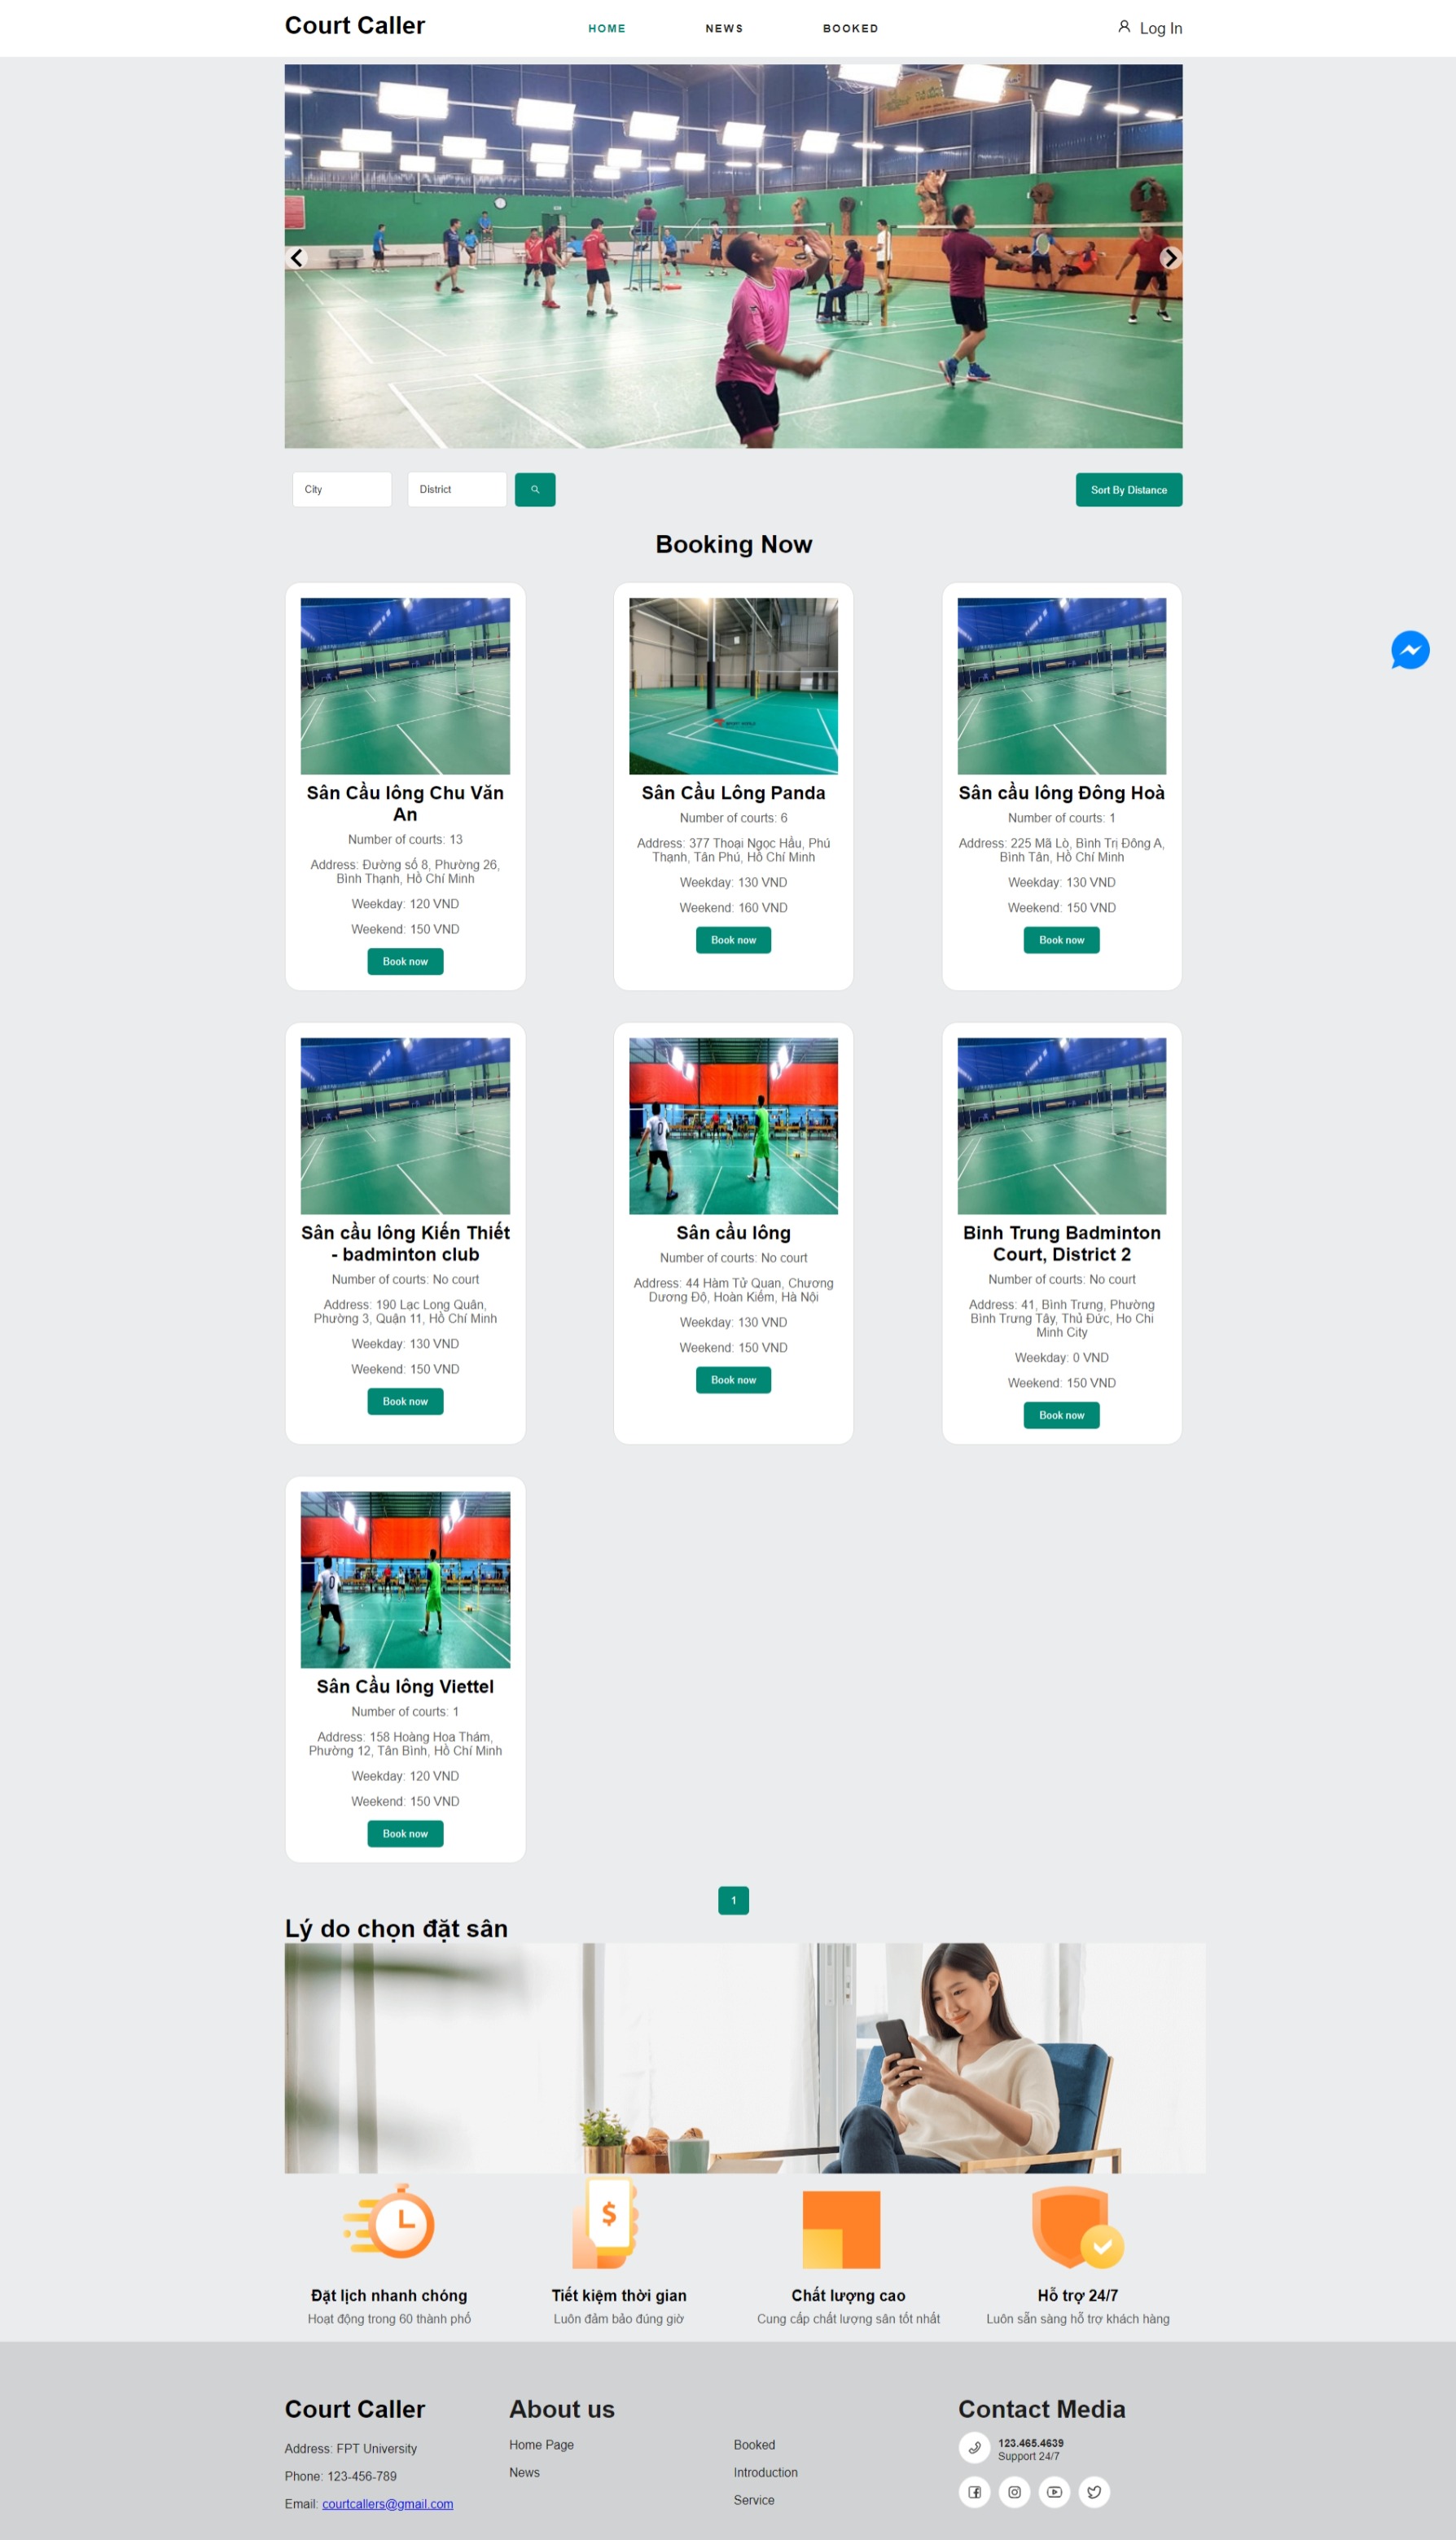 Court Caller
HOME
NEWS
BOOKED
Log In
City
District
Sort By Distance
Booking Now
Sân Cầu lông Chu Văn
An
Number of courts: 13
Address: Đường số 8, Phường 26,
Bình Thạnh, Hồ Chí Minh
Weekday: 120 VND
Weekend: 150 VND
Book now
Sân Cầu Lông Panda
Number of courts: 6
Address: 377 Thoại Ngọc Hầu, Phú
Thạnh, Tân Phú, Hồ Chí Minh
Weekday: 130 VND
Weekend: 160 VND
Book now
Sân cầu lông Đông Hoà
Number of courts: 1
Address: 225 Mã Lò, Bình Trị Đông A,
Bình Tân, Hồ Chí Minh
Weekday: 130 VND
Weekend: 150 VND
Book now
Sân cầu lông Kiến Thiết
- badminton club
Number of courts: No court
Address: 190 Lạc Long Quân,
Phường 3, Quận 11, Hồ Chí Minh
Weekday: 130 VND
Weekend: 150 VND
Book now
Sân cầu lông
Number of courts: No court
Address: 44 Hàm Tử Quan, Chương
Dương Độ, Hoàn Kiếm, Hà Nội
Weekday: 130 VND
Weekend: 150 VND
Book now
Binh Trung Badminton
Court, District 2
Number of courts: No court
Address: 41, Bình Trưng, Phường
Bình Trưng Tây, Thủ Đức, Ho Chi
Minh City
Weekday: 0 VND
Weekend: 150 VND
Book now
Sân Cầu lông Viettel
Number of courts: 1
Address: 158 Hoàng Hoa Thám,
Phường 12, Tân Bình, Hồ Chí Minh
Weekday: 120 VND
Weekend: 150 VND
Book now
1
Lý do chọn đặt sân
$
Đặt lịch nhanh chóng
Hoạt động trong 60 thành phố
Tiết kiệm thời gian
Luôn đảm bảo đúng giờ
Chất lượng cao
Cung cấp chất lượng sân tốt nhất
Hỗ trợ 24/7
Luôn sẵn sàng hỗ trợ khách hàng
Court Caller
Address: FPT University
Phone: 123-456-789
Email: courtcallers@gmail.com
About us
Home Page
News
Booked
Introduction
Service
Contact Media
123.465.4639
Support 24/7